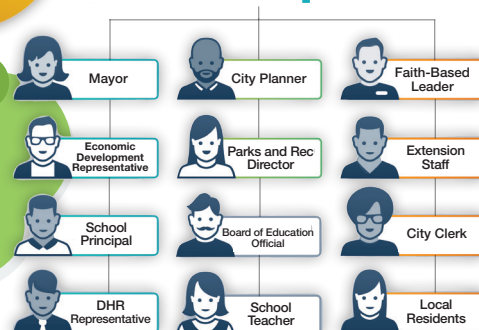 Mayor
City Planner
Faith-Based
Leader
Economic
Development
Representative
Parks and Rec
Director
Extension
Staff
School
Principal
Board of Education
Official
City Clerk
DHR
Representative
School
Teacher
Local
Residents